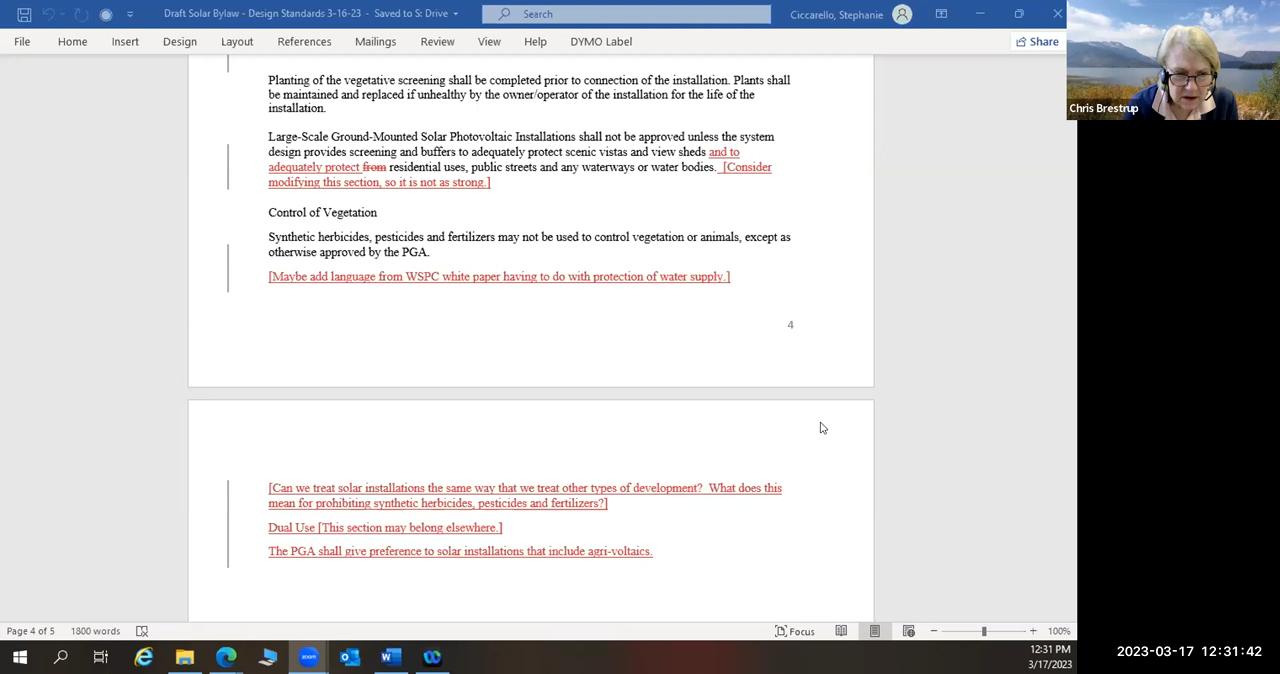 Draft Solar Bylaw - Design Standards 3-16-23 - Saved to S: Drive
Search
Ciccarello, Stephanie
File Home Insert Design Layout References Mailings Review View Help DYMO Label
Share
Chris Brestrup
Planting of the vegetative screening shall be completed prior to connection of the installation. Plants shall
be maintained and replaced if unhealthy by the owner/operator of the installation for the life of the
installation.
Large-Scale Ground-Mounted Solar Photovoltaic Installations shall not be approved unless the system
design provides screening and buffers to adequately protect scenic vistas and view sheds and to
adequately protect from residential uses, public streets and any waterways or water bodies. [Consider
modifying this section, so it is not as strong.]
Control of Vegetation
Synthetic herbicides, pesticides and fertilizers may not be used to control vegetation or animals, except as
otherwise approved by the PGA.
[Maybe add language from WSPC white paper having to do with protection of water supply.]
4
[Can we treat solar installations the same way that we treat other types of development? What does this
mean for prohibiting synthetic herbicides, pesticides and fertilizers?]
Dual Use [This section may belong elsewhere.]
The PGA shall give preference to solar installations that include agri-voltaics.
Page 4 of 5 1800 words
Focus
100%
12:31 PM
3/17/2023
2023-03-17 12:31:42